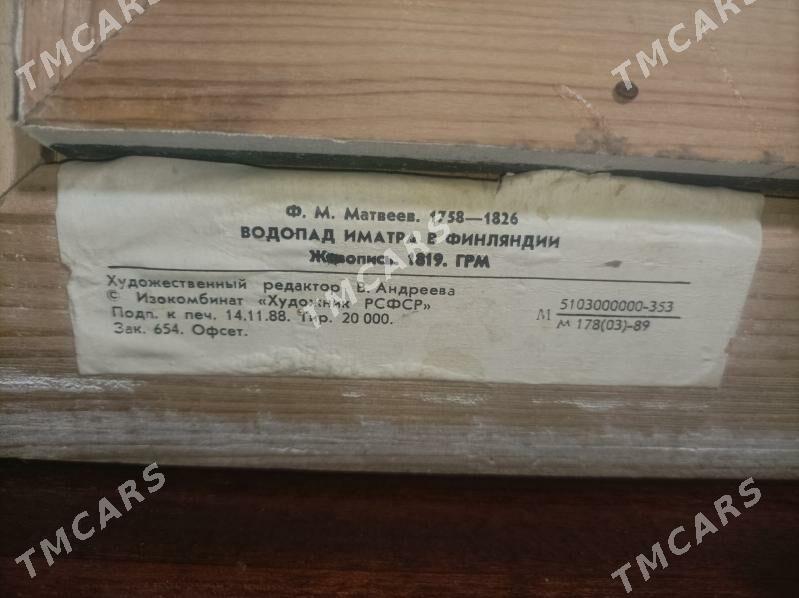 TMCARS
TMCARS
Ф. М. Матвеев. 1758—1826
ВОДОПАД ИМАТРА В ФИНЛЯНДИИ
Живопись. 1819. ГРМ
TMCARS
Художественный редактор В. Андреева
© Изокомбинат «Художник РСФСР»
Подп. к печ. 14.11.88. Тир. 20 000.
Зак. 654. Офсет.
М 5103000000-353
м 178(03)-89
TMCARS
TMCARS